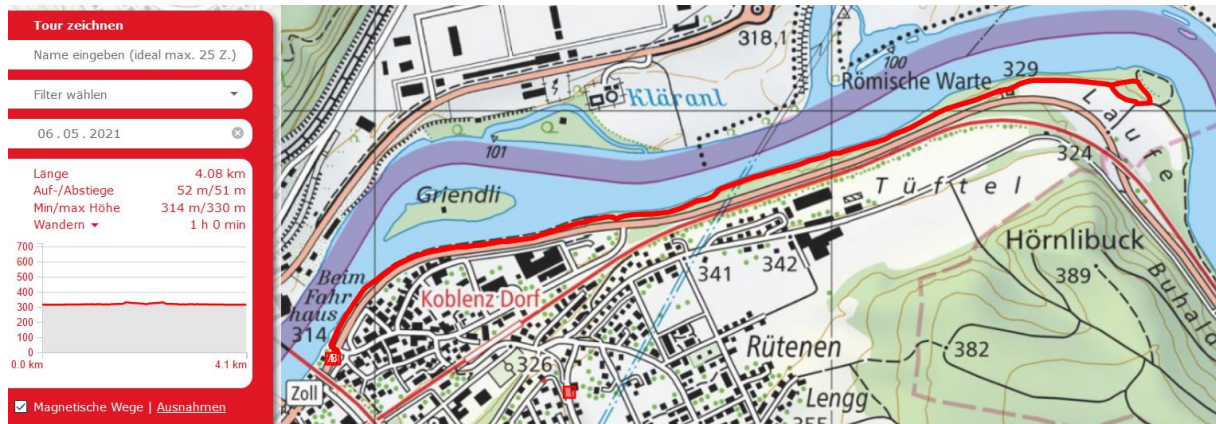 Tour zeichnen
Name eingeben (ideal max. 25 Z.)
Filter wählen
06.05.2021
Länge 4.08 km
Auf-/Abstiege 52 m/51 m
Min/max Höhe 314 m/330 m
Wandern 1 h 0 min
700
600
500
400
300
200
100
0
0.0 km 4.1 km
Magnetische Wege | Ausnahmen
318,1
100
329
Römische Warte
Kläranl
Laufe
101
324
Griendli
Tüftel
Hörnlibuck
341
342
389
Beim
Fahr
haus
314
Koblenz Dorf
Buhald
Rütenen
382
326
Zoll
Lengg
355